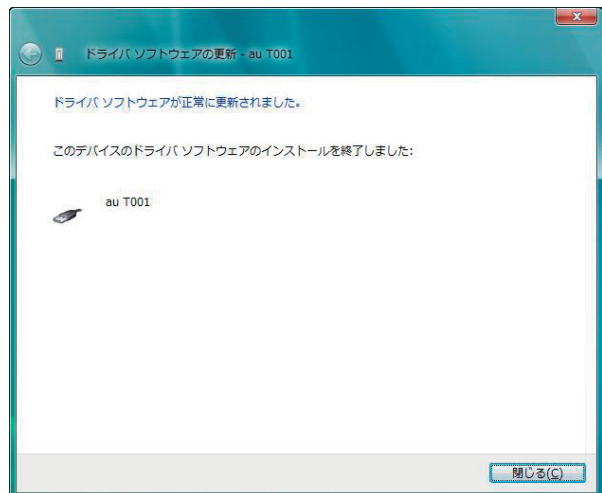 ドライバ ソフトウェアの更新 - au T001
ドライバ ソフトウェアが正常に更新されました。
このデバイスのドライバ ソフトウェアのインストールを終了しました:
au T001
閉じる(C)